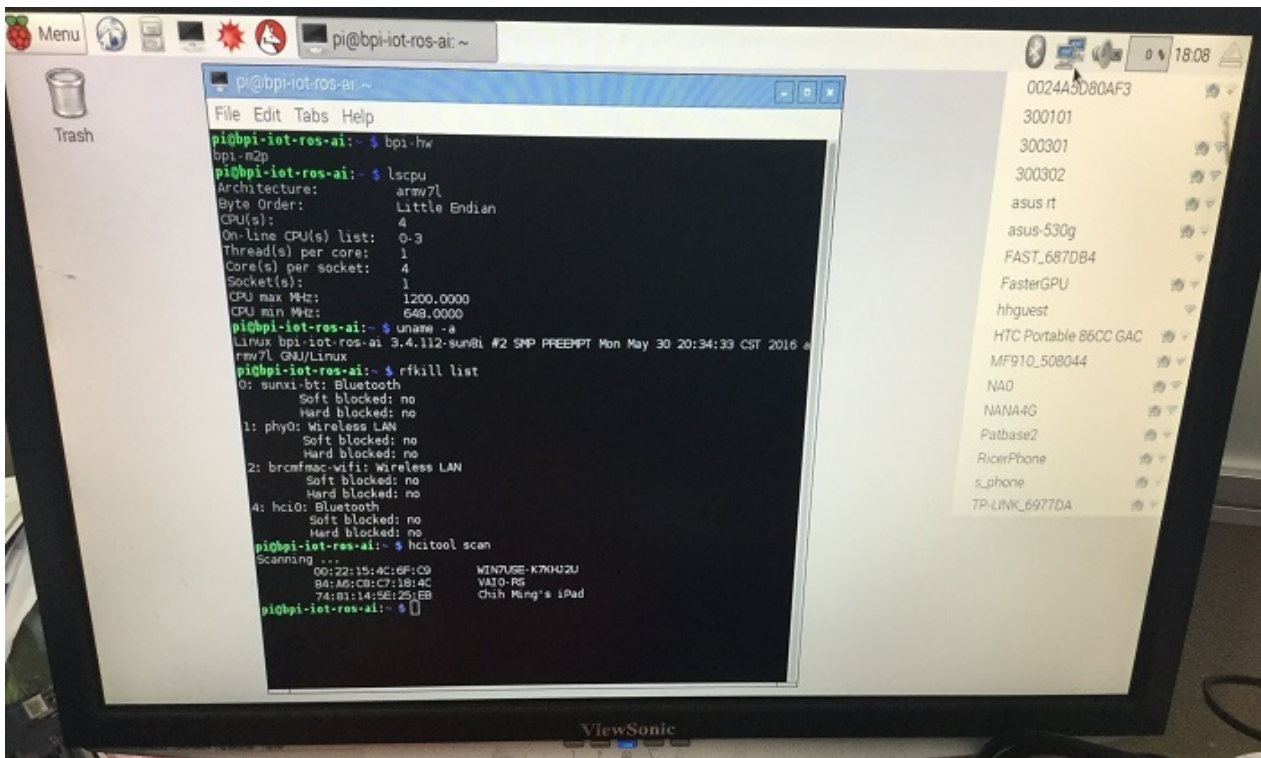 Menu
pi@bpi-iot-ros-ai: ~
0 %
18:08
Trash
pi@bpi-iot-ros-ai: ~
File Edit Tabs Help
pi@bpi-iot-ros-ai:~ $ bpi-hw
bpi-m2p
pi@bpi-iot-ros-ai:~ $ lscpu
Architecture: armv7l
Byte Order: Little Endian
CPU(s): 4
On-line CPU(s) list: 0-3
Thread(s) per core: 1
Core(s) per socket: 4
Socket(s): 1
CPU max MHz: 1200.0000
CPU min MHz: 648.0000
pi@bpi-iot-ros-ai:~ $ uname -a
Linux bpi-iot-ros-ai 3.4.112-sun8i #2 SMP PREEMPT Mon May 30 20:34:33 CST 2016 a
rmv7l GNU/Linux
pi@bpi-iot-ros-ai:~ $ rfkill list
0: sunxi-bt: Bluetooth
Soft blocked: no
Hard blocked: no
1: phy0: Wireless LAN
Soft blocked: no
Hard blocked: no
2: brcmfmac-wifi: Wireless LAN
Soft blocked: no
Hard blocked: no
4: hci0: Bluetooth
Soft blocked: no
Hard blocked: no
pi@bpi-iot-ros-ai:~ $ hcitool scan
Scanning ...
00:22:15:4C:6F:C9 WIN7USE-K7KHJ2U
84:A6:C8:C7:18:4C VAIO-RS
74:81:14:5E:25:EB Chih Ming's iPad
pi@bpi-iot-ros-ai:~ $
0024A5D80AF3
300101
300301
300302
asus rt
asus-530g
FAST_687DB4
FasterGPU
hhguest
HTC Portable 86CC GAC
MF910_508044
NA0
NANA4G
Patbase2
RicerPhone
s_phone
TP-LINK_6977DA
ViewSonic